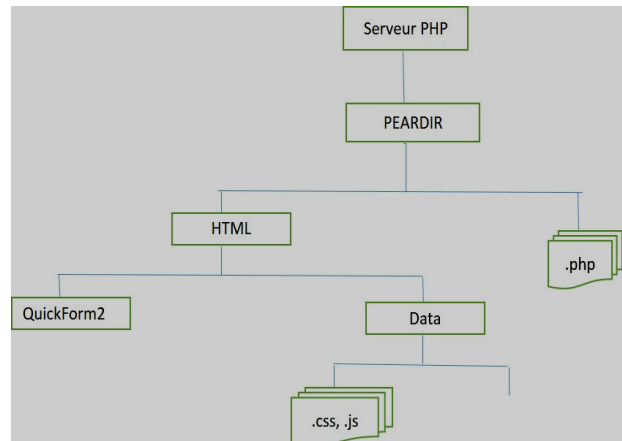 Serveur PHP
PEARDIR
HTML
.php
QuickForm2
Data
.css, .js